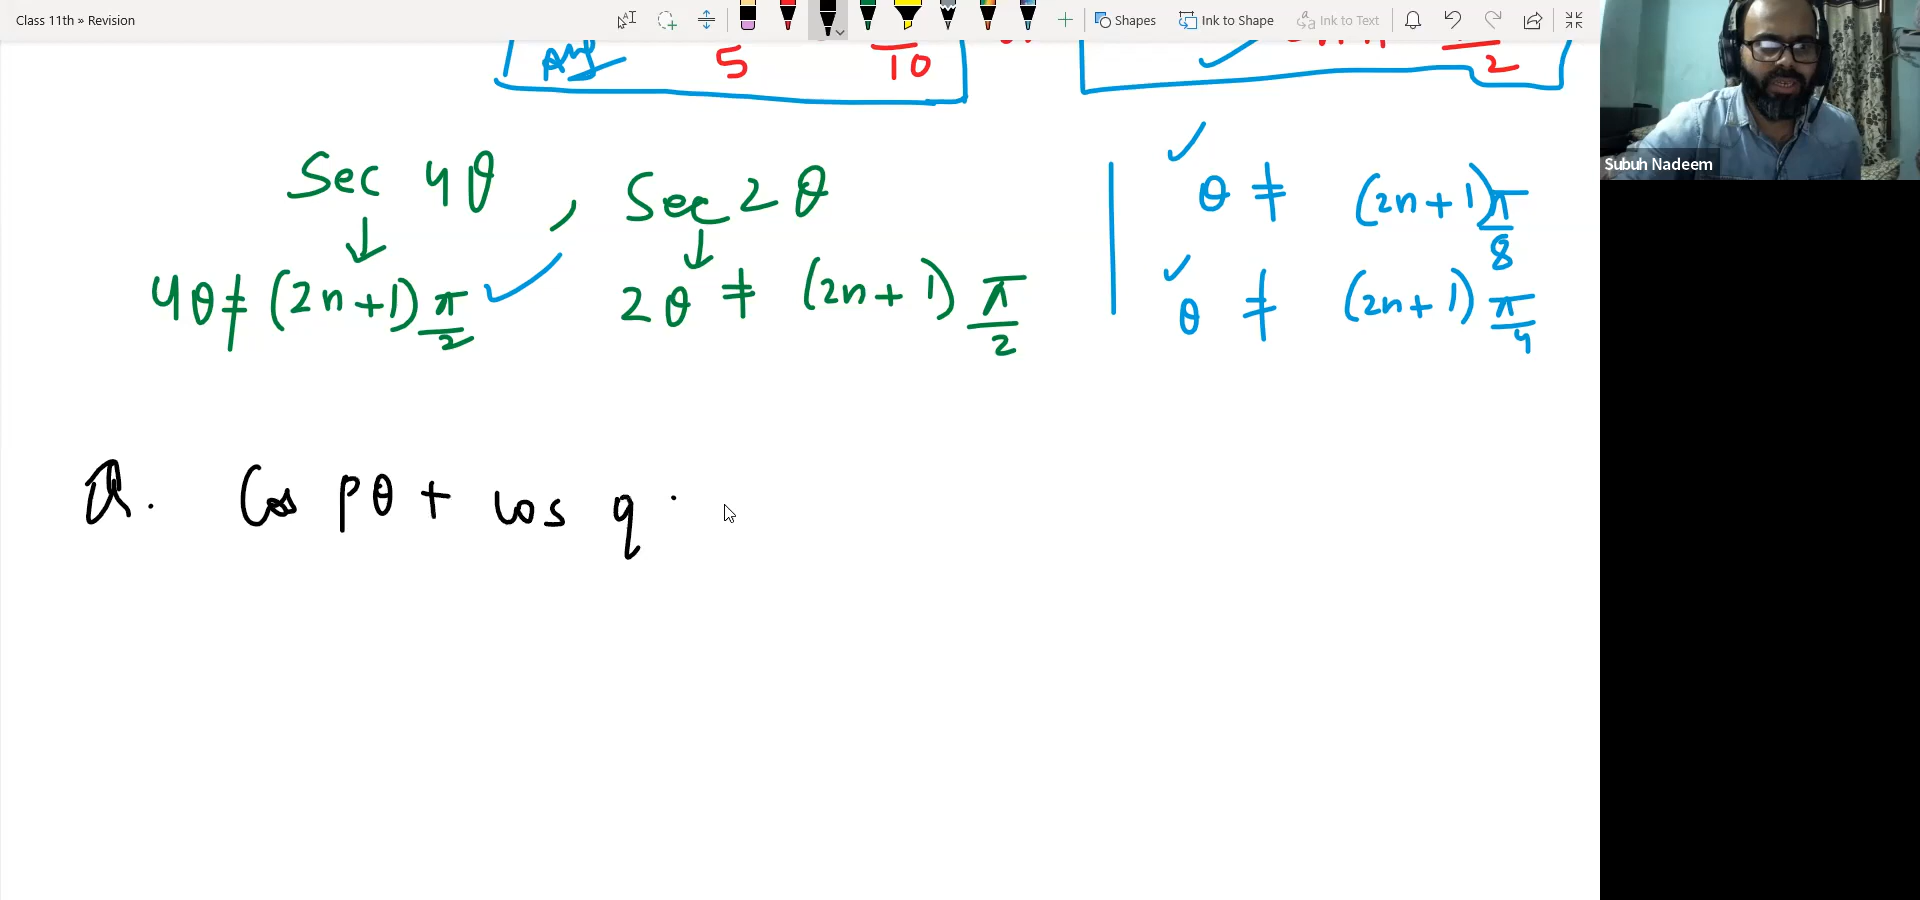 Class 11th » Revision
Shapes
Ink to Shape
Ink to Text
Subuh Nadeem
Ans 5 10
2
Sec 4θ , Sec 2θ
4θ ≠ (2n+1) π/2
2θ ≠ (2n+1) π/2
θ ≠ (2n+1) π/8
θ ≠ (2n+1) π/4
Q. Cos pθ + cos q